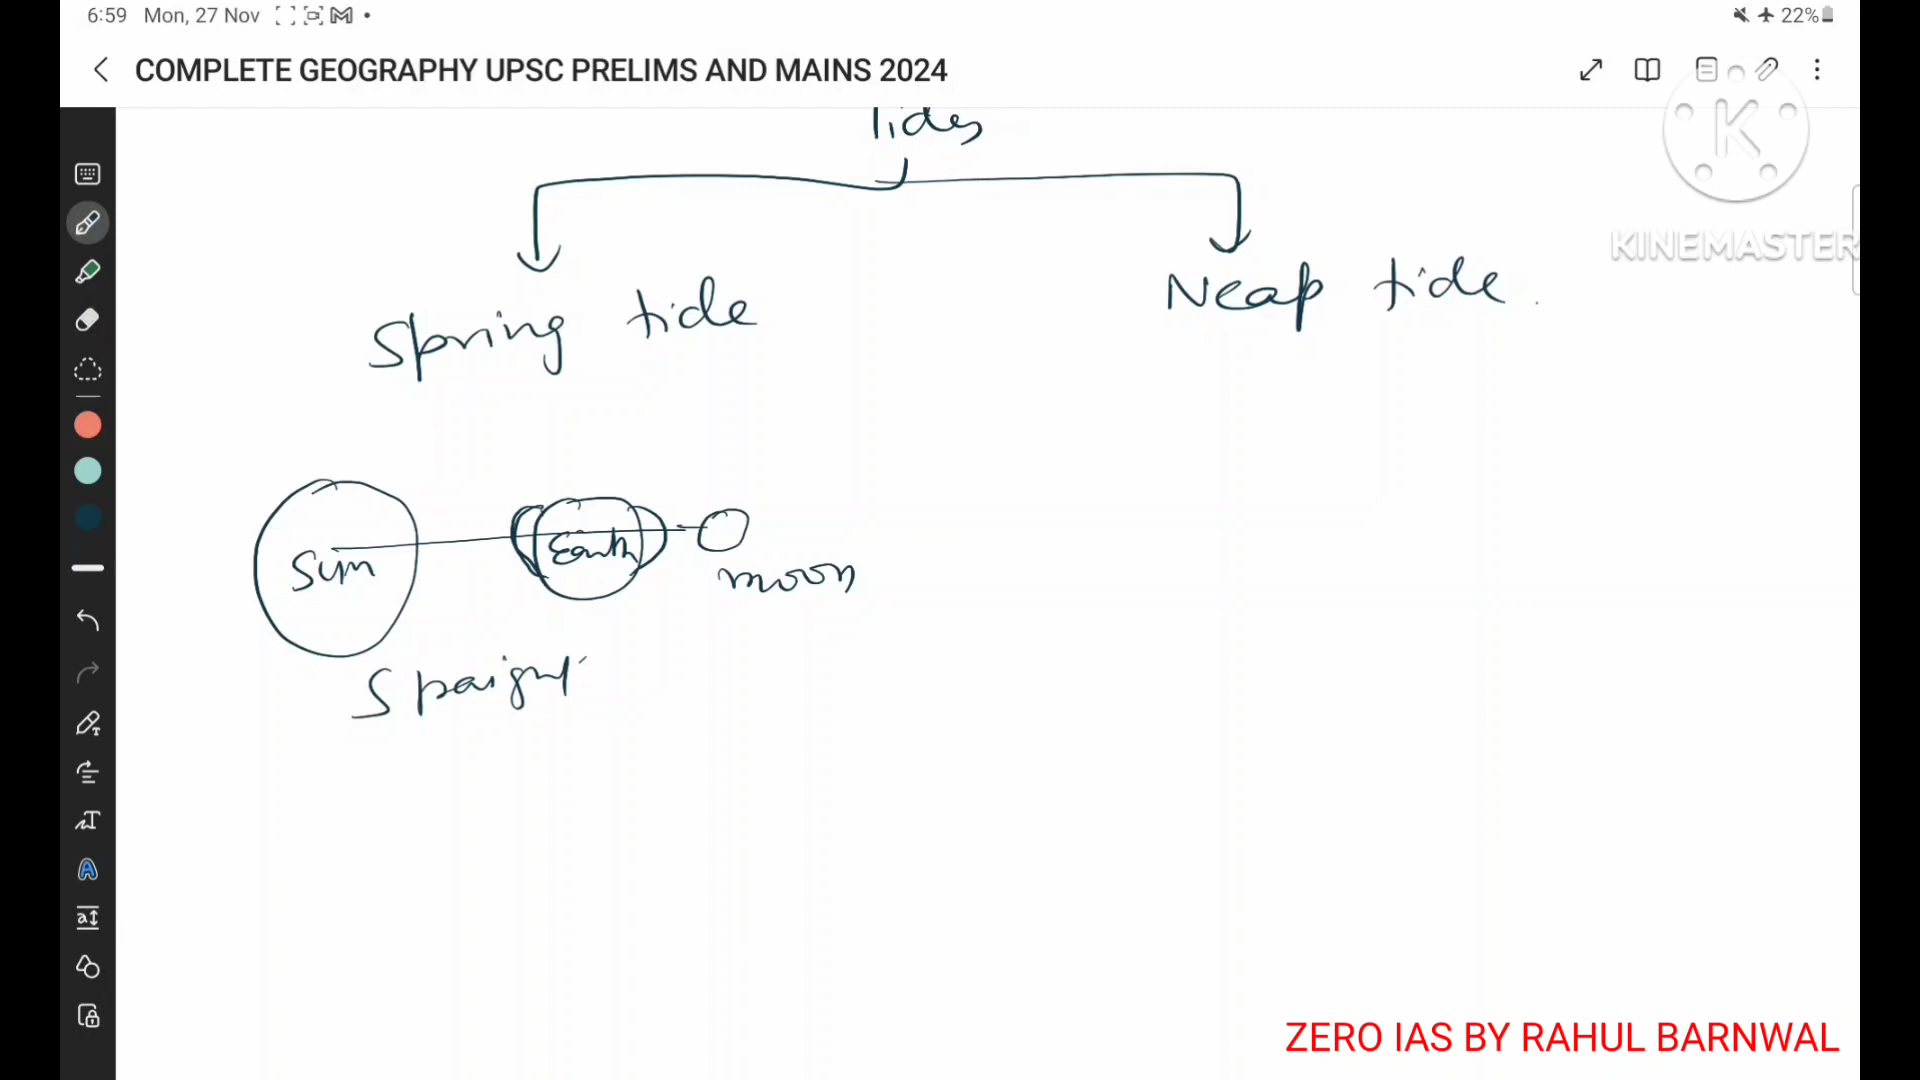 6:59 Mon, 27 Nov 22%
COMPLETE GEOGRAPHY UPSC PRELIMS AND MAINS 2024
K
KINEMASTER
Tides
Spring tide
Neap tide
Sun
Earth
moon
Spaight
ZERO IAS BY RAHUL BARNWAL